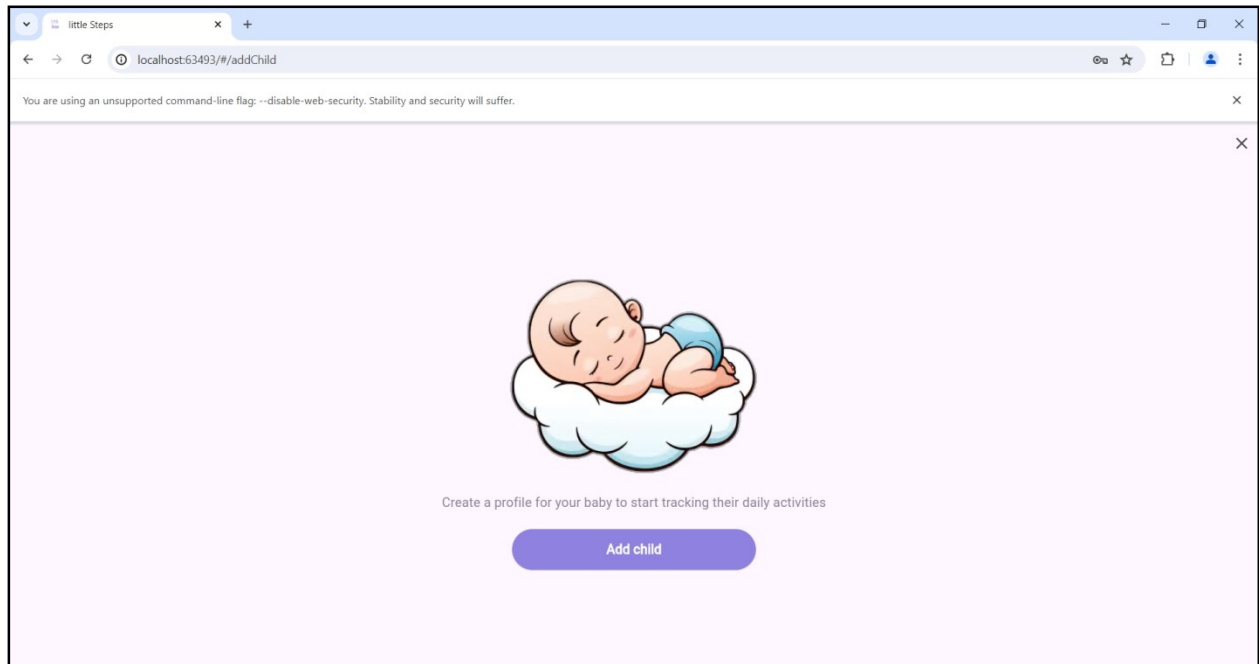 little Steps
localhost:63493/#/addChild
You are using an unsupported command-line flag: --disable-web-security. Stability and security will suffer.
Create a profile for your baby to start tracking their daily activities
Add child